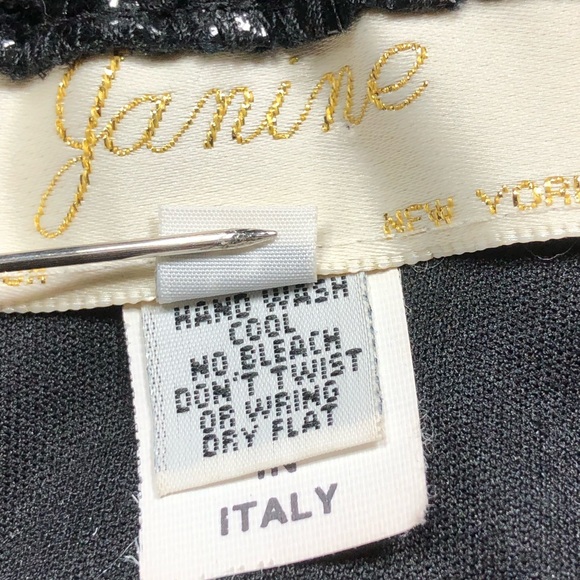 Janine
NEW YORK
HAND WASH
COOL
NO BLEACH
DON'T TWIST
OR WRING
DRY FLAT
IN
ITALY